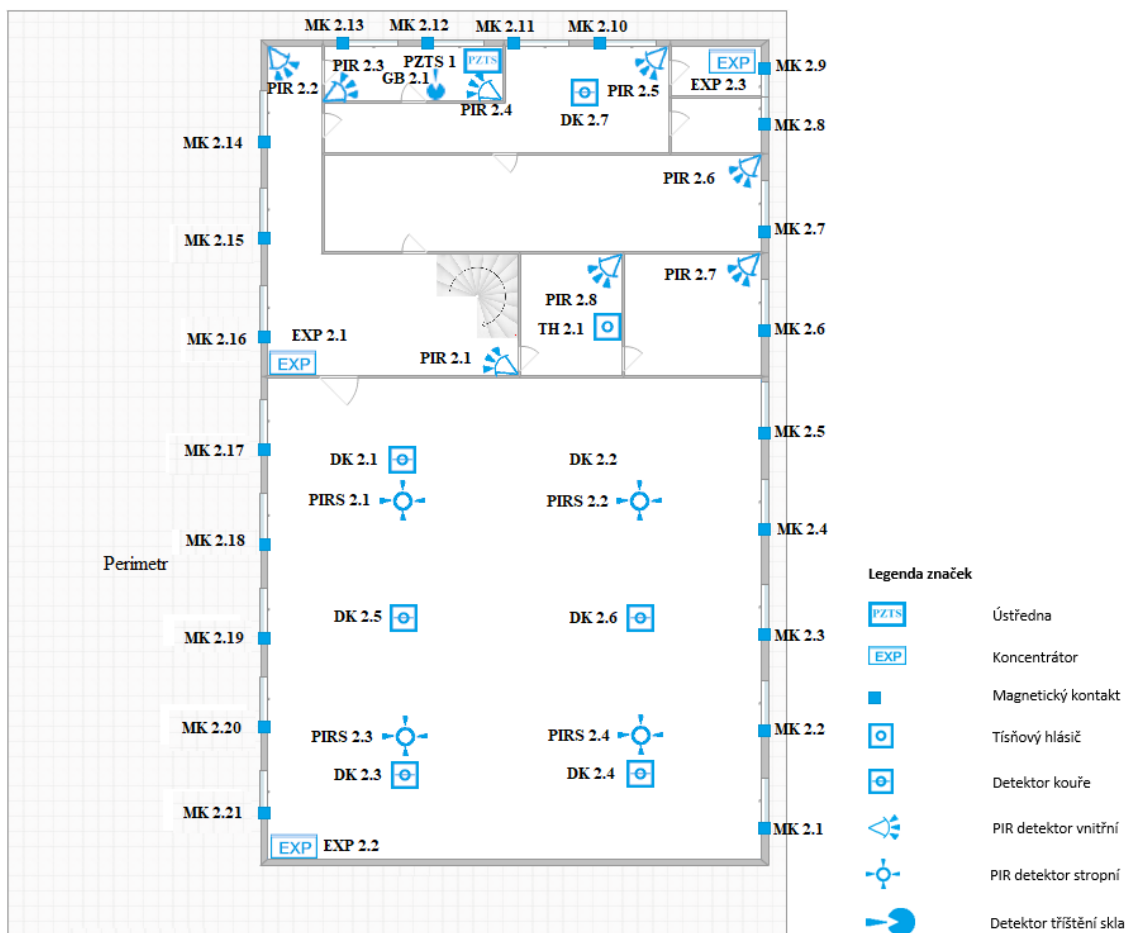 MK 2.13
MK 2.12
MK 2.11
MK 2.10
PIR 2.2
PIR 2.3
PZTS 1
PZTS
GB 2.1
PIR 2.4
PIR 2.5
DK 2.7
EXP
EXP 2.3
MK 2.9
MK 2.8
MK 2.14
PIR 2.6
MK 2.7
MK 2.15
PIR 2.7
PIR 2.8
TH 2.1
MK 2.6
MK 2.16
EXP 2.1
EXP
PIR 2.1
MK 2.5
MK 2.17
DK 2.1
DK 2.2
PIRS 2.1
PIRS 2.2
MK 2.4
MK 2.18
Perimetr
DK 2.5
DK 2.6
MK 2.3
MK 2.19
MK 2.20
PIRS 2.3
PIRS 2.4
MK 2.2
DK 2.3
DK 2.4
MK 2.21
MK 2.1
EXP
EXP 2.2
Legenda značek
PZTS
Ústředna
EXP
Koncentrátor
Magnetický kontakt
Tísňový hlásič
Detektor kouře
PIR detektor vnitřní
PIR detektor stropní
Detektor tříštění skla